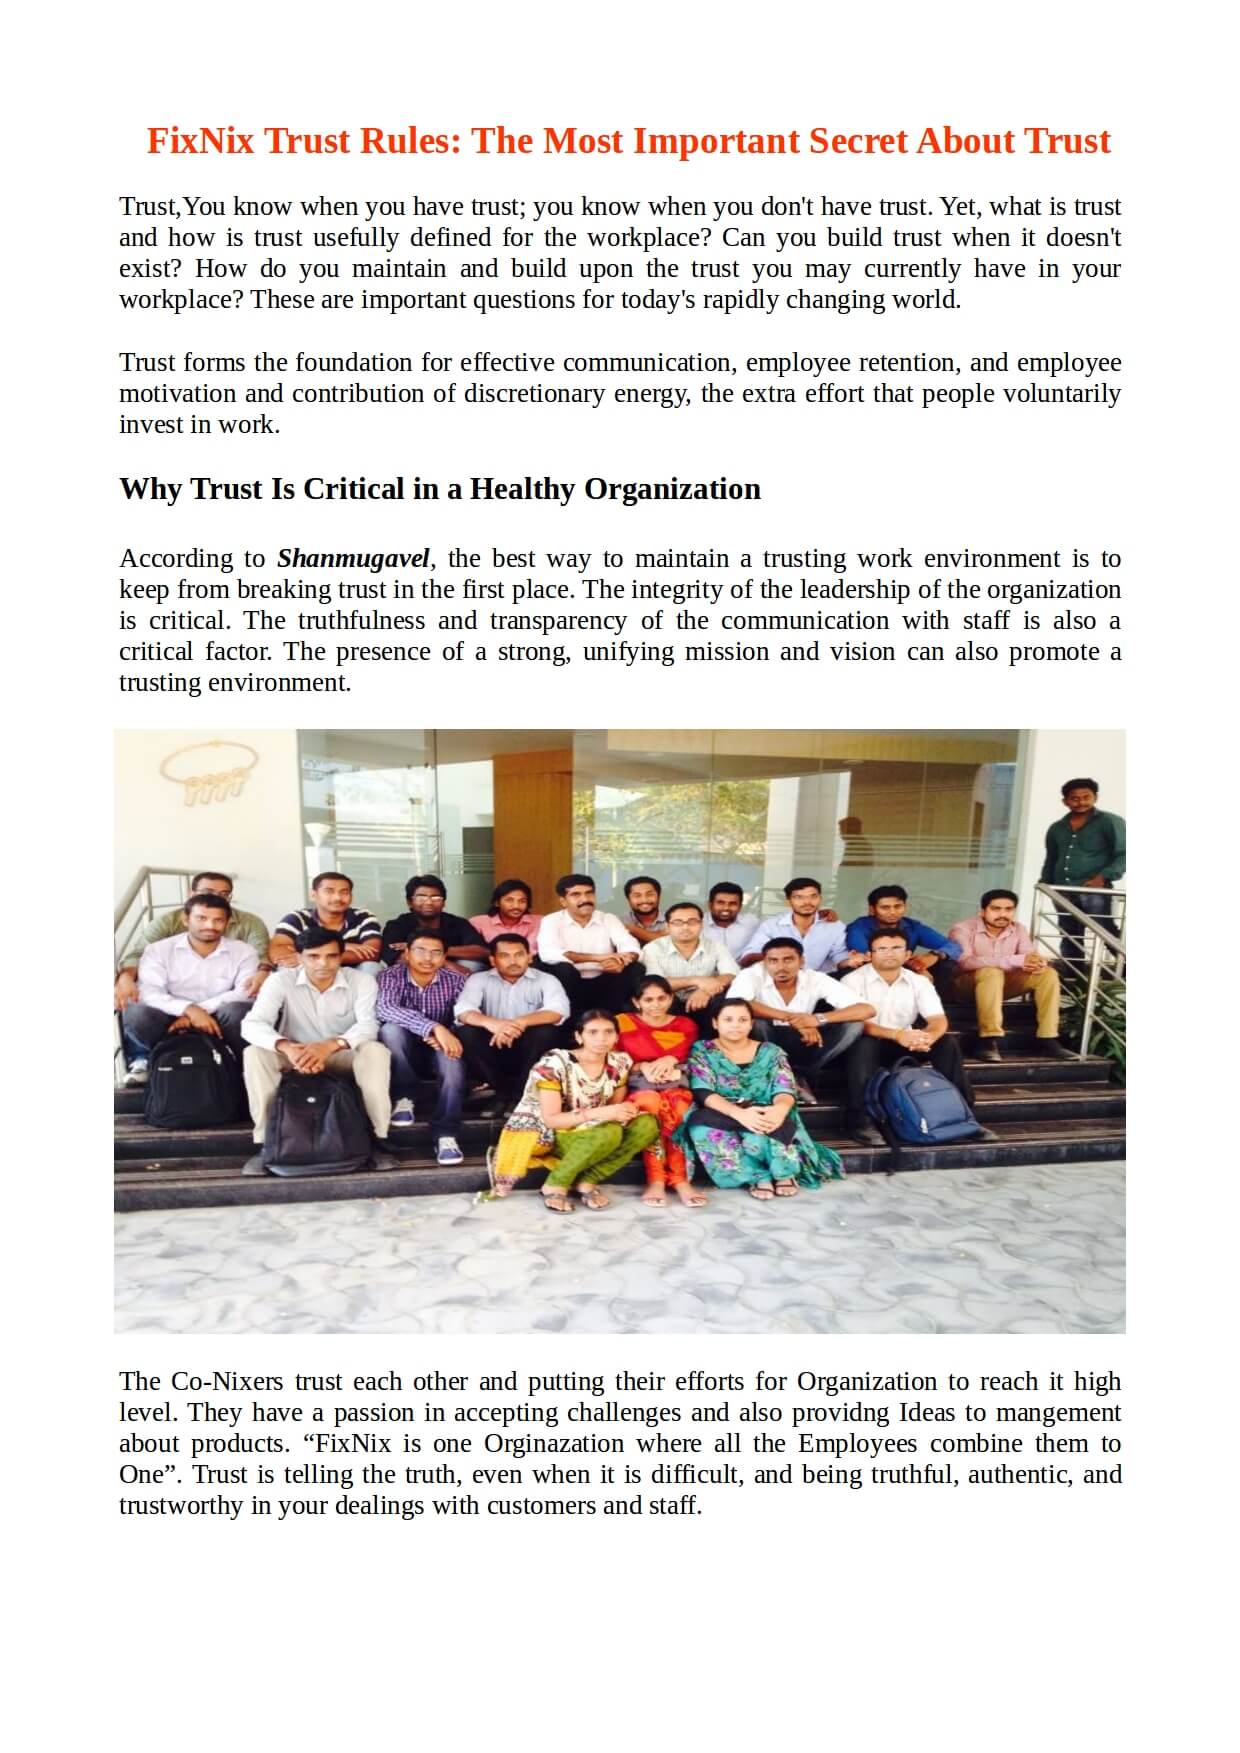 FixNix Trust Rules: The Most Important Secret About Trust
Trust,You know when you have trust; you know when you don't have trust. Yet, what is trust
and how is trust usefully defined for the workplace? Can you build trust when it doesn't
exist? How do you maintain and build upon the trust you may currently have in your
workplace? These are important questions for today's rapidly changing world.
Trust forms the foundation for effective communication, employee retention, and employee
motivation and contribution of discretionary energy, the extra effort that people voluntarily
invest in work.
Why Trust Is Critical in a Healthy Organization
According to Shanmugavel, the best way to maintain a trusting work environment is to
keep from breaking trust in the first place. The integrity of the leadership of the organization
is critical. The truthfulness and transparency of the communication with staff is also a
critical factor. The presence of a strong, unifying mission and vision can also promote a
trusting environment.
The Co-Nixers trust each other and putting their efforts for Organization to reach it high
level. They have a passion in accepting challenges and also providng Ideas to mangement
about products. “FixNix is one Orginazation where all the Employees combine them to
One”. Trust is telling the truth, even when it is difficult, and being truthful, authentic, and
trustworthy in your dealings with customers and staff.